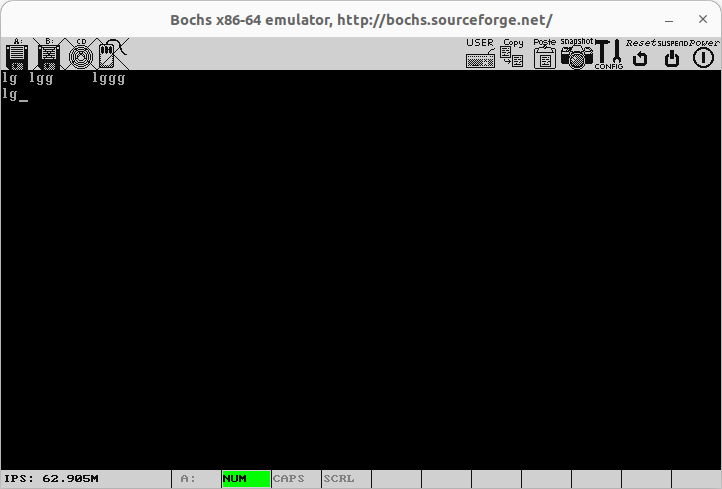 Bochs x86-64 emulator, http://bochs.sourceforge.net/
A: B: CD USER Copy Poste snapshot CONFIG Reset SUSPEND Power
lg lgg lggg
lg_
IPS: 62.905M A: NUM CAPS SCRL